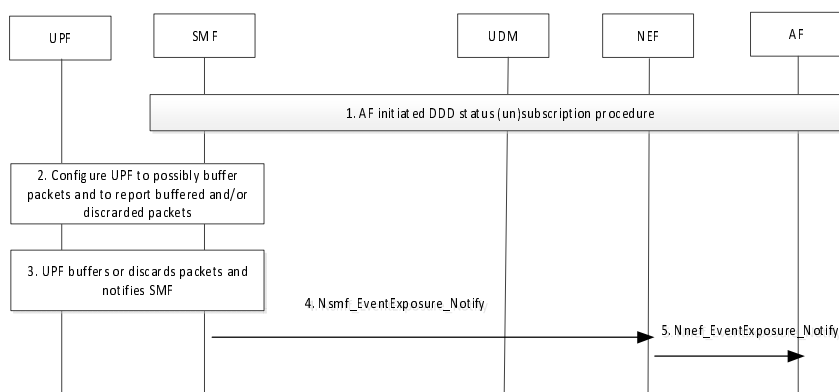 UPF
SMF
UDM
NEF
AF
1. AF initiated DDD status (un)subscription procedure
2. Configure UPF to possibly buffer
packets and to report buffered and/or
discrarded packets
3. UPF buffers or discards packets and
notifies SMF
4. Nsmf_EventExposure_Notify
5. Nnef_EventExposure_Notify